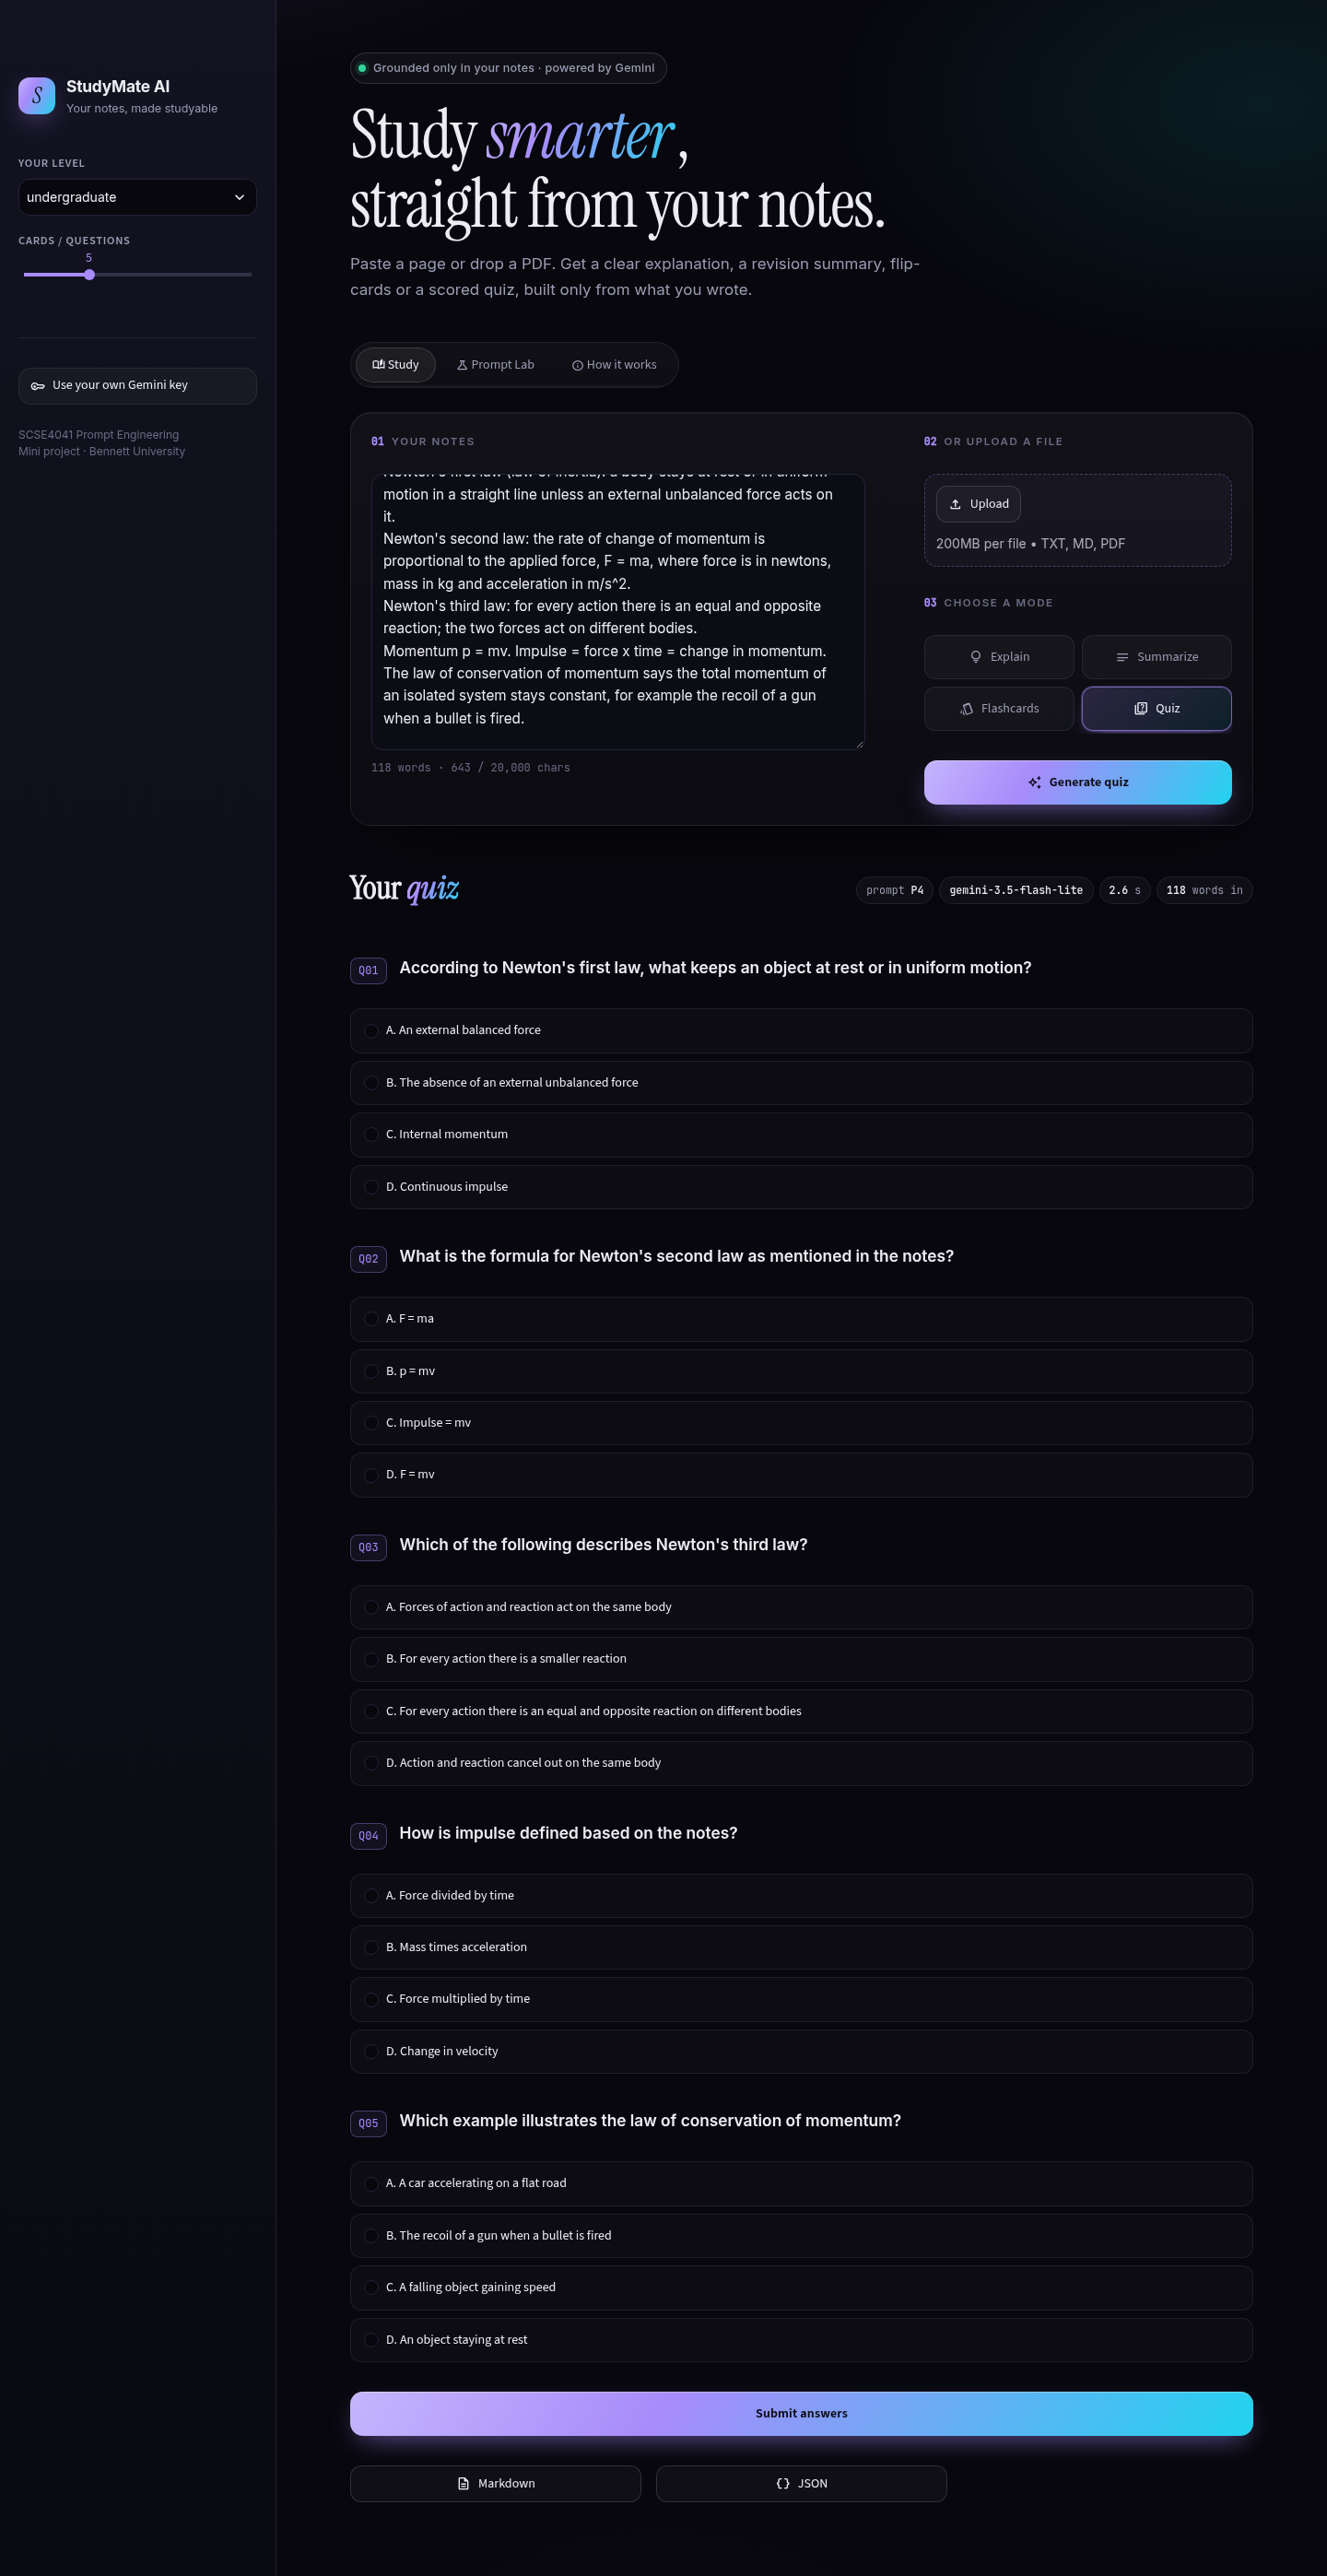 S
StudyMate AI
Your notes, made studyable
YOUR LEVEL
undergraduate
CARDS / QUESTIONS
5
Use your own Gemini key
SCSE4041 Prompt Engineering
Mini project · Bennett University
Grounded only in your notes · powered by Gemini
Study smarter,
straight from your notes.
Paste a page or drop a PDF. Get a clear explanation, a revision summary, flip-
cards or a scored quiz, built only from what you wrote.
Study
Prompt Lab
How it works
01 YOUR NOTES
Newton's first law (law of inertia): a body stays at rest or in uniform
motion in a straight line unless an external unbalanced force acts on
it.
Newton's second law: the rate of change of momentum is
proportional to the applied force, F = ma, where force is in newtons,
mass in kg and acceleration in m/s^2.
Newton's third law: for every action there is an equal and opposite
reaction; the two forces act on different bodies.
Momentum p = mv. Impulse = force x time = change in momentum.
The law of conservation of momentum says the total momentum of
an isolated system stays constant, for example the recoil of a gun
when a bullet is fired.
118 words · 643 / 20,000 chars
02 OR UPLOAD A FILE
Upload
200MB per file • TXT, MD, PDF
03 CHOOSE A MODE
Explain
Summarize
Flashcards
Quiz
Generate quiz
Your quiz
prompt P4
gemini-3.5-flash-lite
2.6 s
118 words in
Q01 According to Newton's first law, what keeps an object at rest or in uniform motion?
A. An external balanced force
B. The absence of an external unbalanced force
C. Internal momentum
D. Continuous impulse
Q02 What is the formula for Newton's second law as mentioned in the notes?
A. F = ma
B. p = mv
C. Impulse = mv
D. F = mv
Q03 Which of the following describes Newton's third law?
A. Forces of action and reaction act on the same body
B. For every action there is a smaller reaction
C. For every action there is an equal and opposite reaction on different bodies
D. Action and reaction cancel out on the same body
Q04 How is impulse defined based on the notes?
A. Force divided by time
B. Mass times acceleration
C. Force multiplied by time
D. Change in velocity
Q05 Which example illustrates the law of conservation of momentum?
A. A car accelerating on a flat road
B. The recoil of a gun when a bullet is fired
C. A falling object gaining speed
D. An object staying at rest
Submit answers
Markdown
JSON